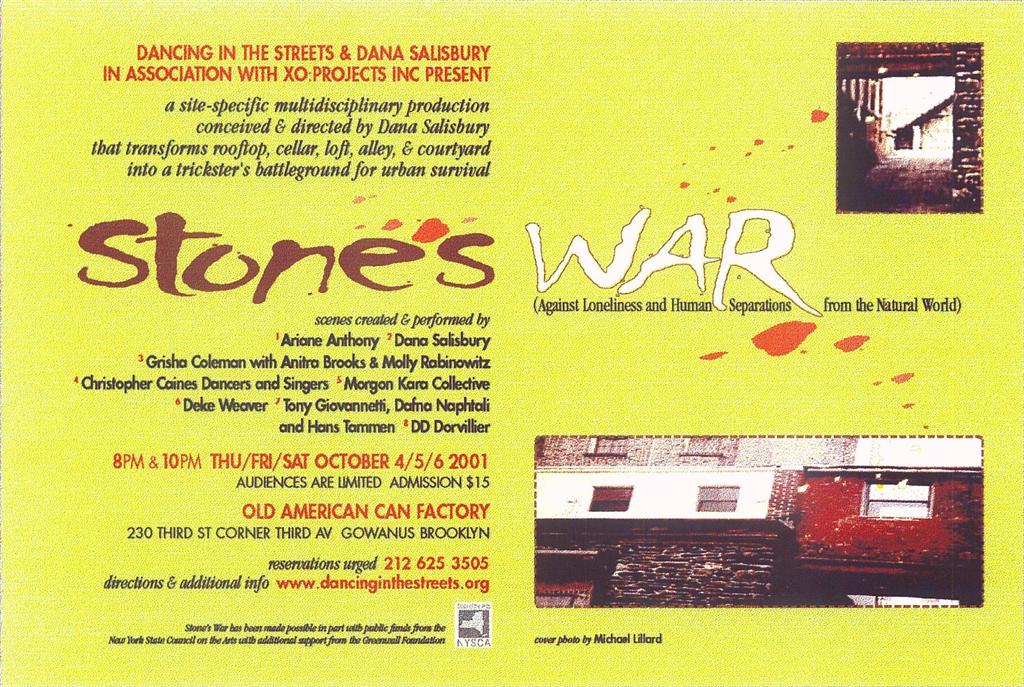 DANCING IN THE STREETS & DANA SALISBURY
IN ASSOCIATION WITH XO:PROJECTS INC PRESENT
a site-specific multidisciplinary production
conceived & directed by Dana Salisbury
that transforms rooftop, cellar, loft, alley, & courtyard
into a trickster's battleground for urban survival
Stone's WAR
(Against Loneliness and Human Separations from the Natural World)
scenes created & performed by
1 Ariane Anthony 2 Dana Salisbury
3 Grisha Coleman with Anitra Brooks & Molly Rabinowitz
4 Christopher Caines Dancers and Singers 5 Morgon Kara Collective
6 Deke Weaver 7 Tony Giovannetti, Dafna Naphtali
and Hans Tammen 8 DD Dorvillier
8PM & 10PM THU/FRI/SAT OCTOBER 4/5/6 2001
AUDIENCES ARE LIMITED ADMISSION $15
OLD AMERICAN CAN FACTORY
230 THIRD ST CORNER THIRD AV GOWANUS BROOKLYN
reservations urged 212 625 3505
directions & additional info www.dancinginthestreets.org
Stone's War has been made possible in part with public funds from the
New York State Council on the Arts with additional support from the Greenwall Foundation
NYSCA
cover photo by Michael Lillard